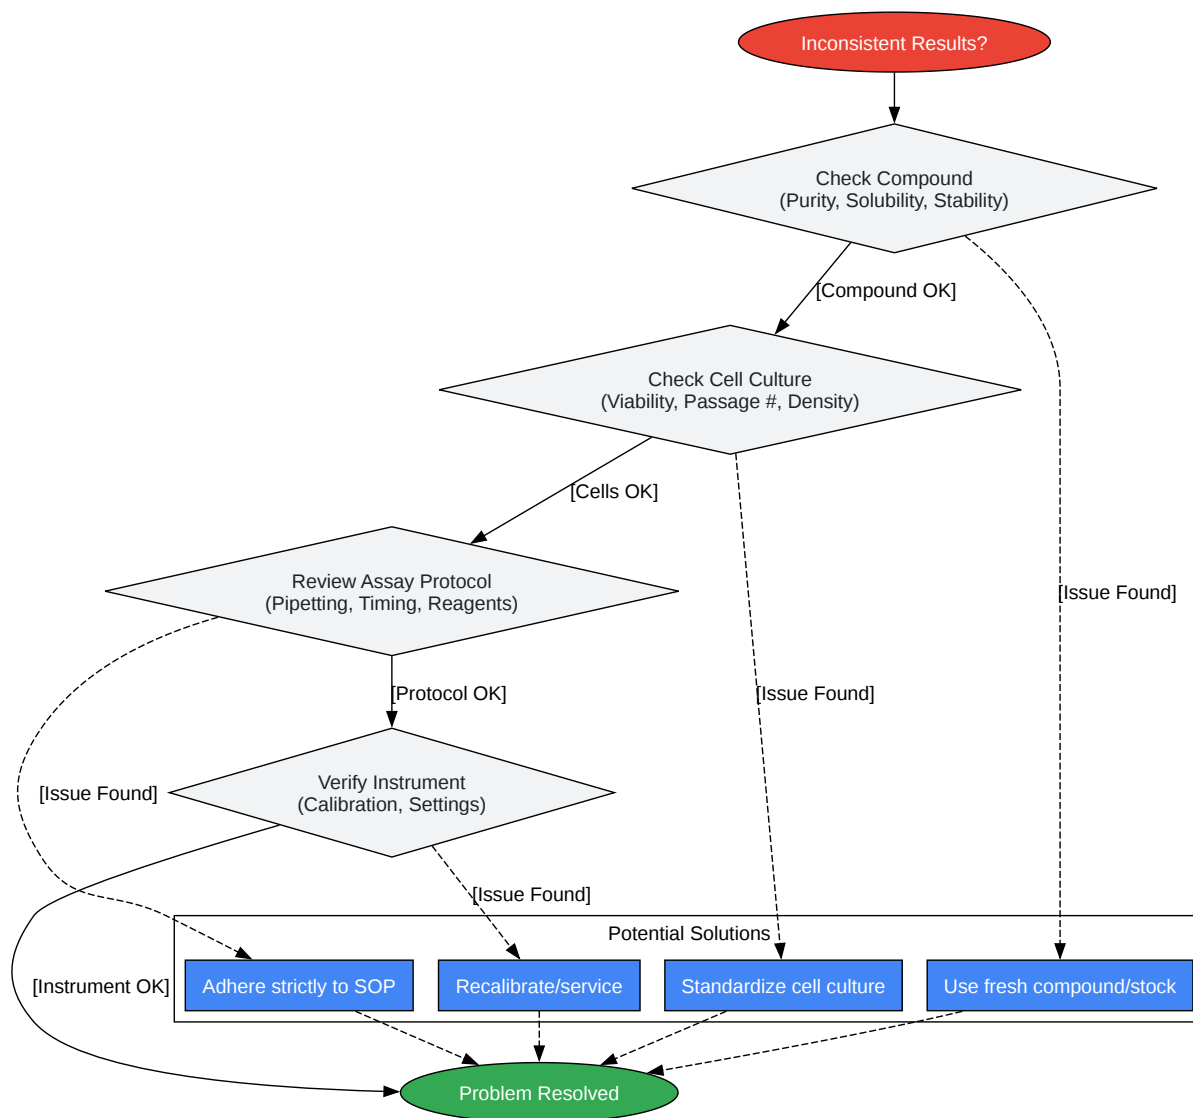 Inconsistent Results?
Check Compound
(Purity, Solubility, Stability)
[Compound OK]
Check Cell Culture
(Viability, Passage #, Density)
[Cells OK]
Review Assay Protocol
(Pipetting, Timing, Reagents)
[Issue Found]
[Protocol OK]
[Issue Found]
Verify Instrument
(Calibration, Settings)
[Issue Found]
[Issue Found]
Potential Solutions
[Instrument OK]
Adhere strictly to SOP
Recalibrate/service
Standardize cell culture
Use fresh compound/stock
Problem Resolved